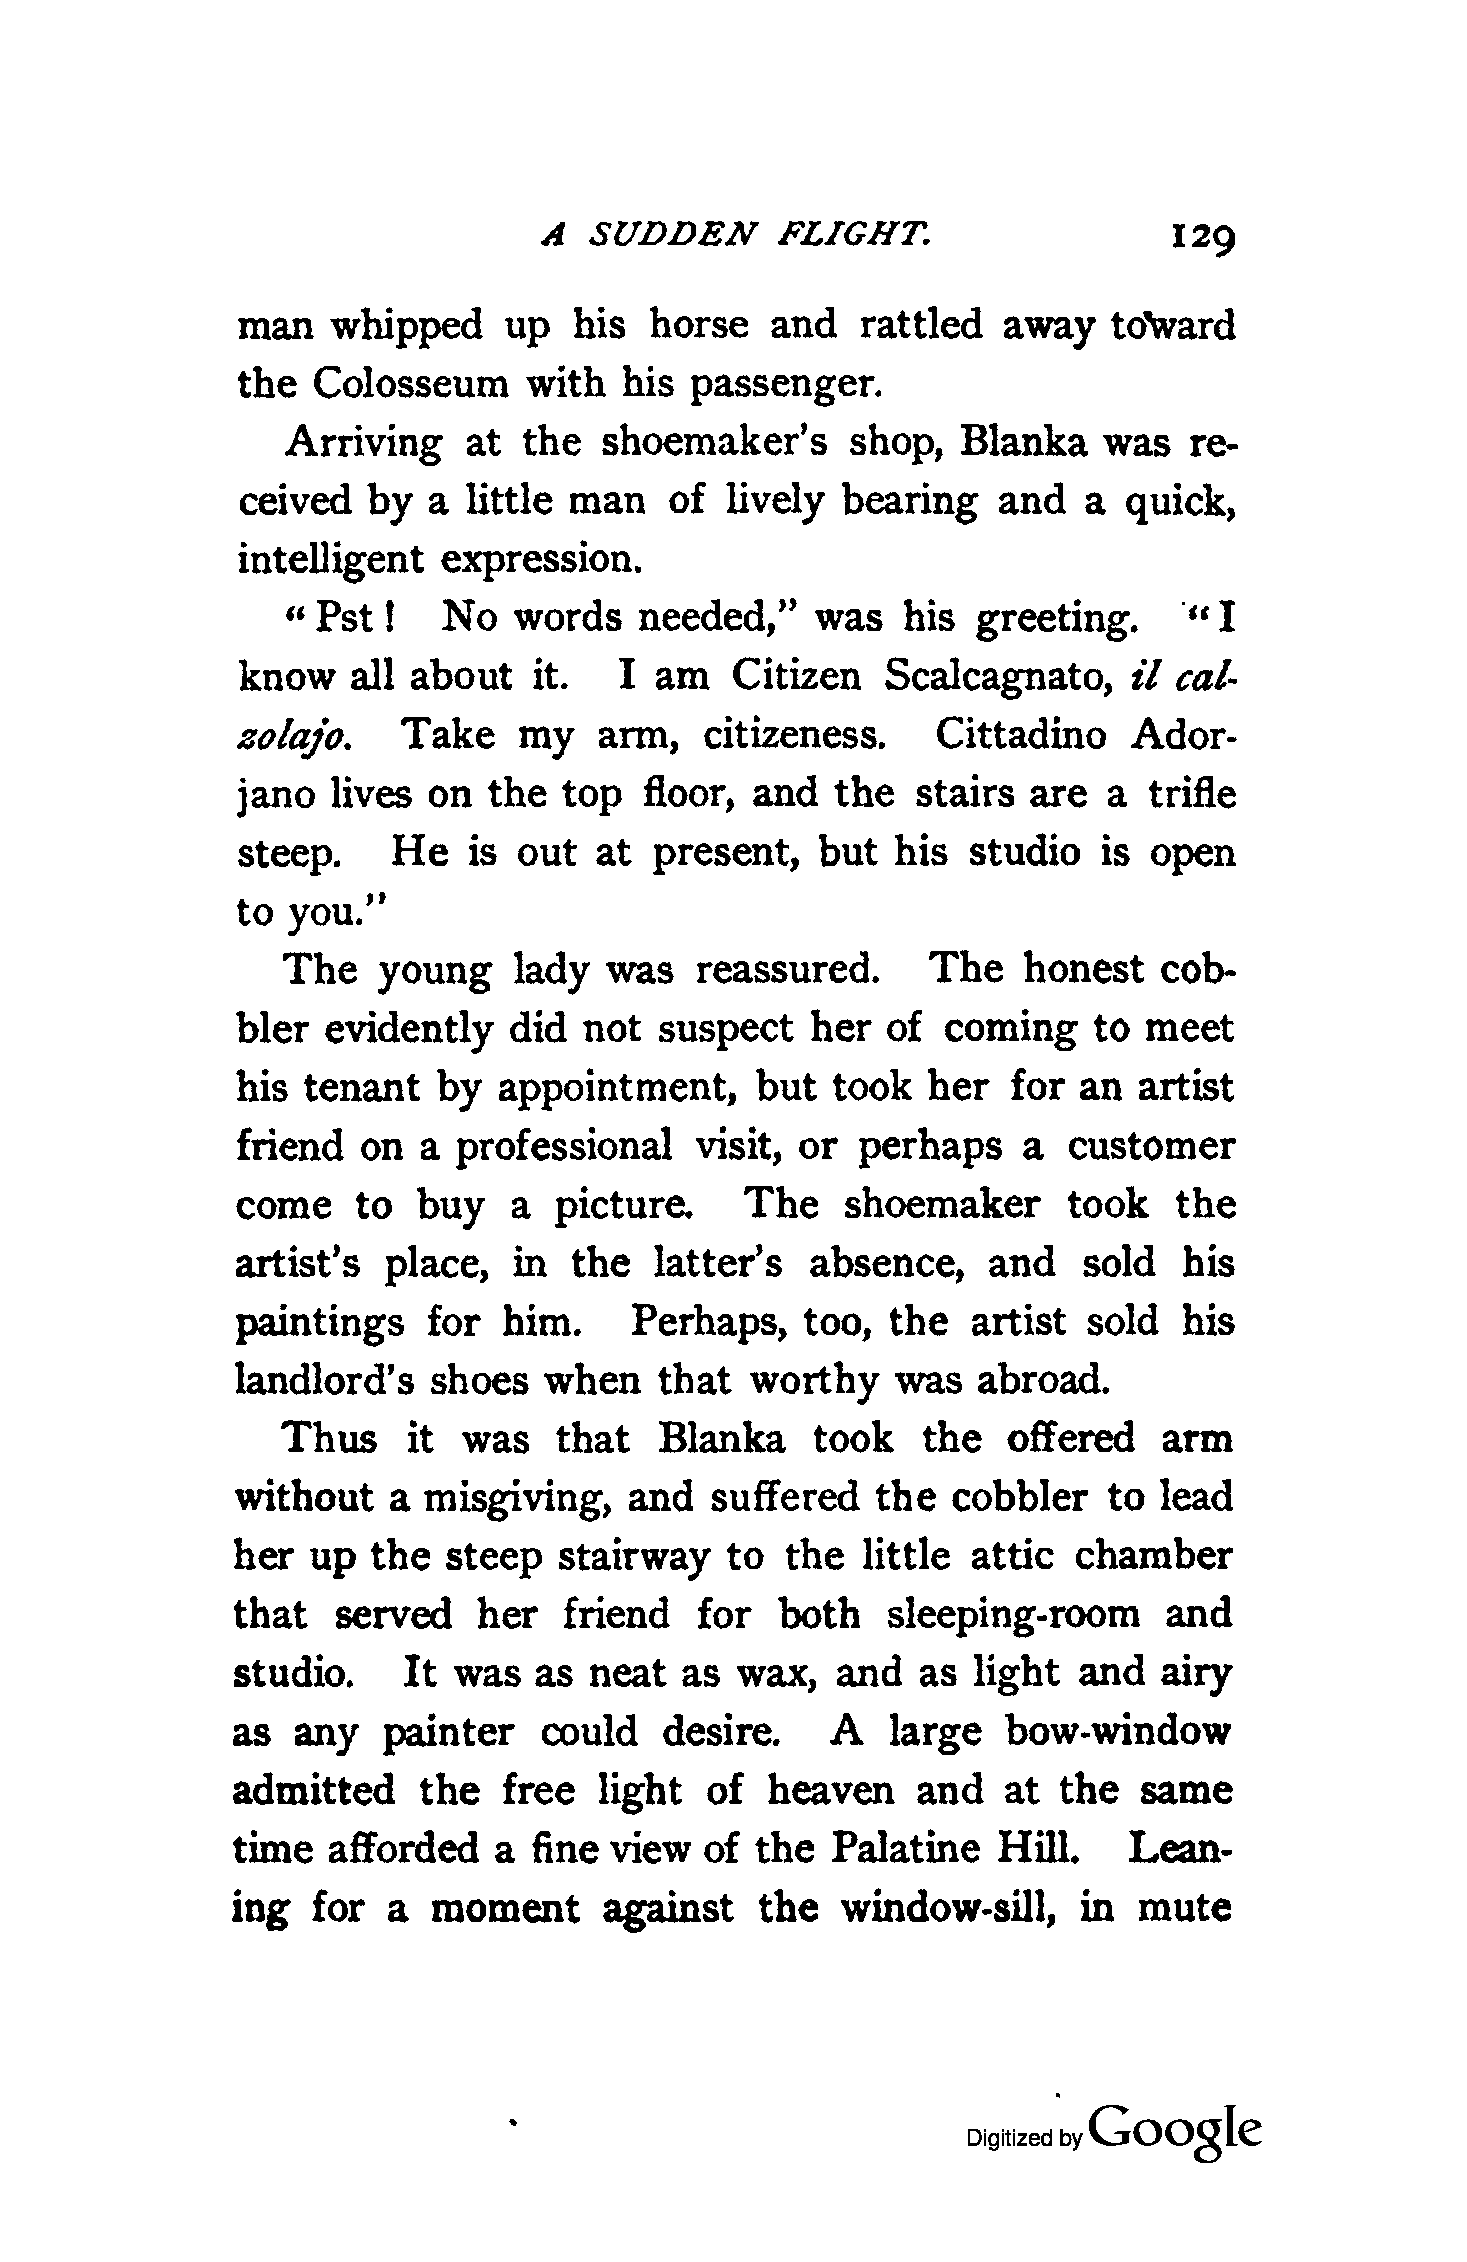 A SUDDEN FLIGHT. 129
man whipped up his horse and rattled away toward
the Colosseum with his passenger.
Arriving at the shoemaker's shop, Blanka was re-
ceived by a little man of lively bearing and a quick,
intelligent expression.
“Pst! No words needed,” was his greeting. “I
know all about it. I am Citizen Scalcagnato, il cal-
zolajo. Take my arm, citizeness. Cittadino Ador-
jano lives on the top floor, and the stairs are a trifle
steep. He is out at present, but his studio is open
to you.”
The young lady was reassured. The honest cob-
bler evidently did not suspect her of coming to meet
his tenant by appointment, but took her for an artist
friend on a professional visit, or perhaps a customer
come to buy a picture. The shoemaker took the
artist's place, in the latter's absence, and sold his
paintings for him. Perhaps, too, the artist sold his
landlord's shoes when that worthy was abroad.
Thus it was that Blanka took the offered arm
without a misgiving, and suffered the cobbler to lead
her up the steep stairway to the little attic chamber
that served her friend for both sleeping-room and
studio. It was as neat as wax, and as light and airy
as any painter could desire. A large bow-window
admitted the free light of heaven and at the same
time afforded a fine view of the Palatine Hill. Lean-
ing for a moment against the window-sill, in mute
Digitized by Google